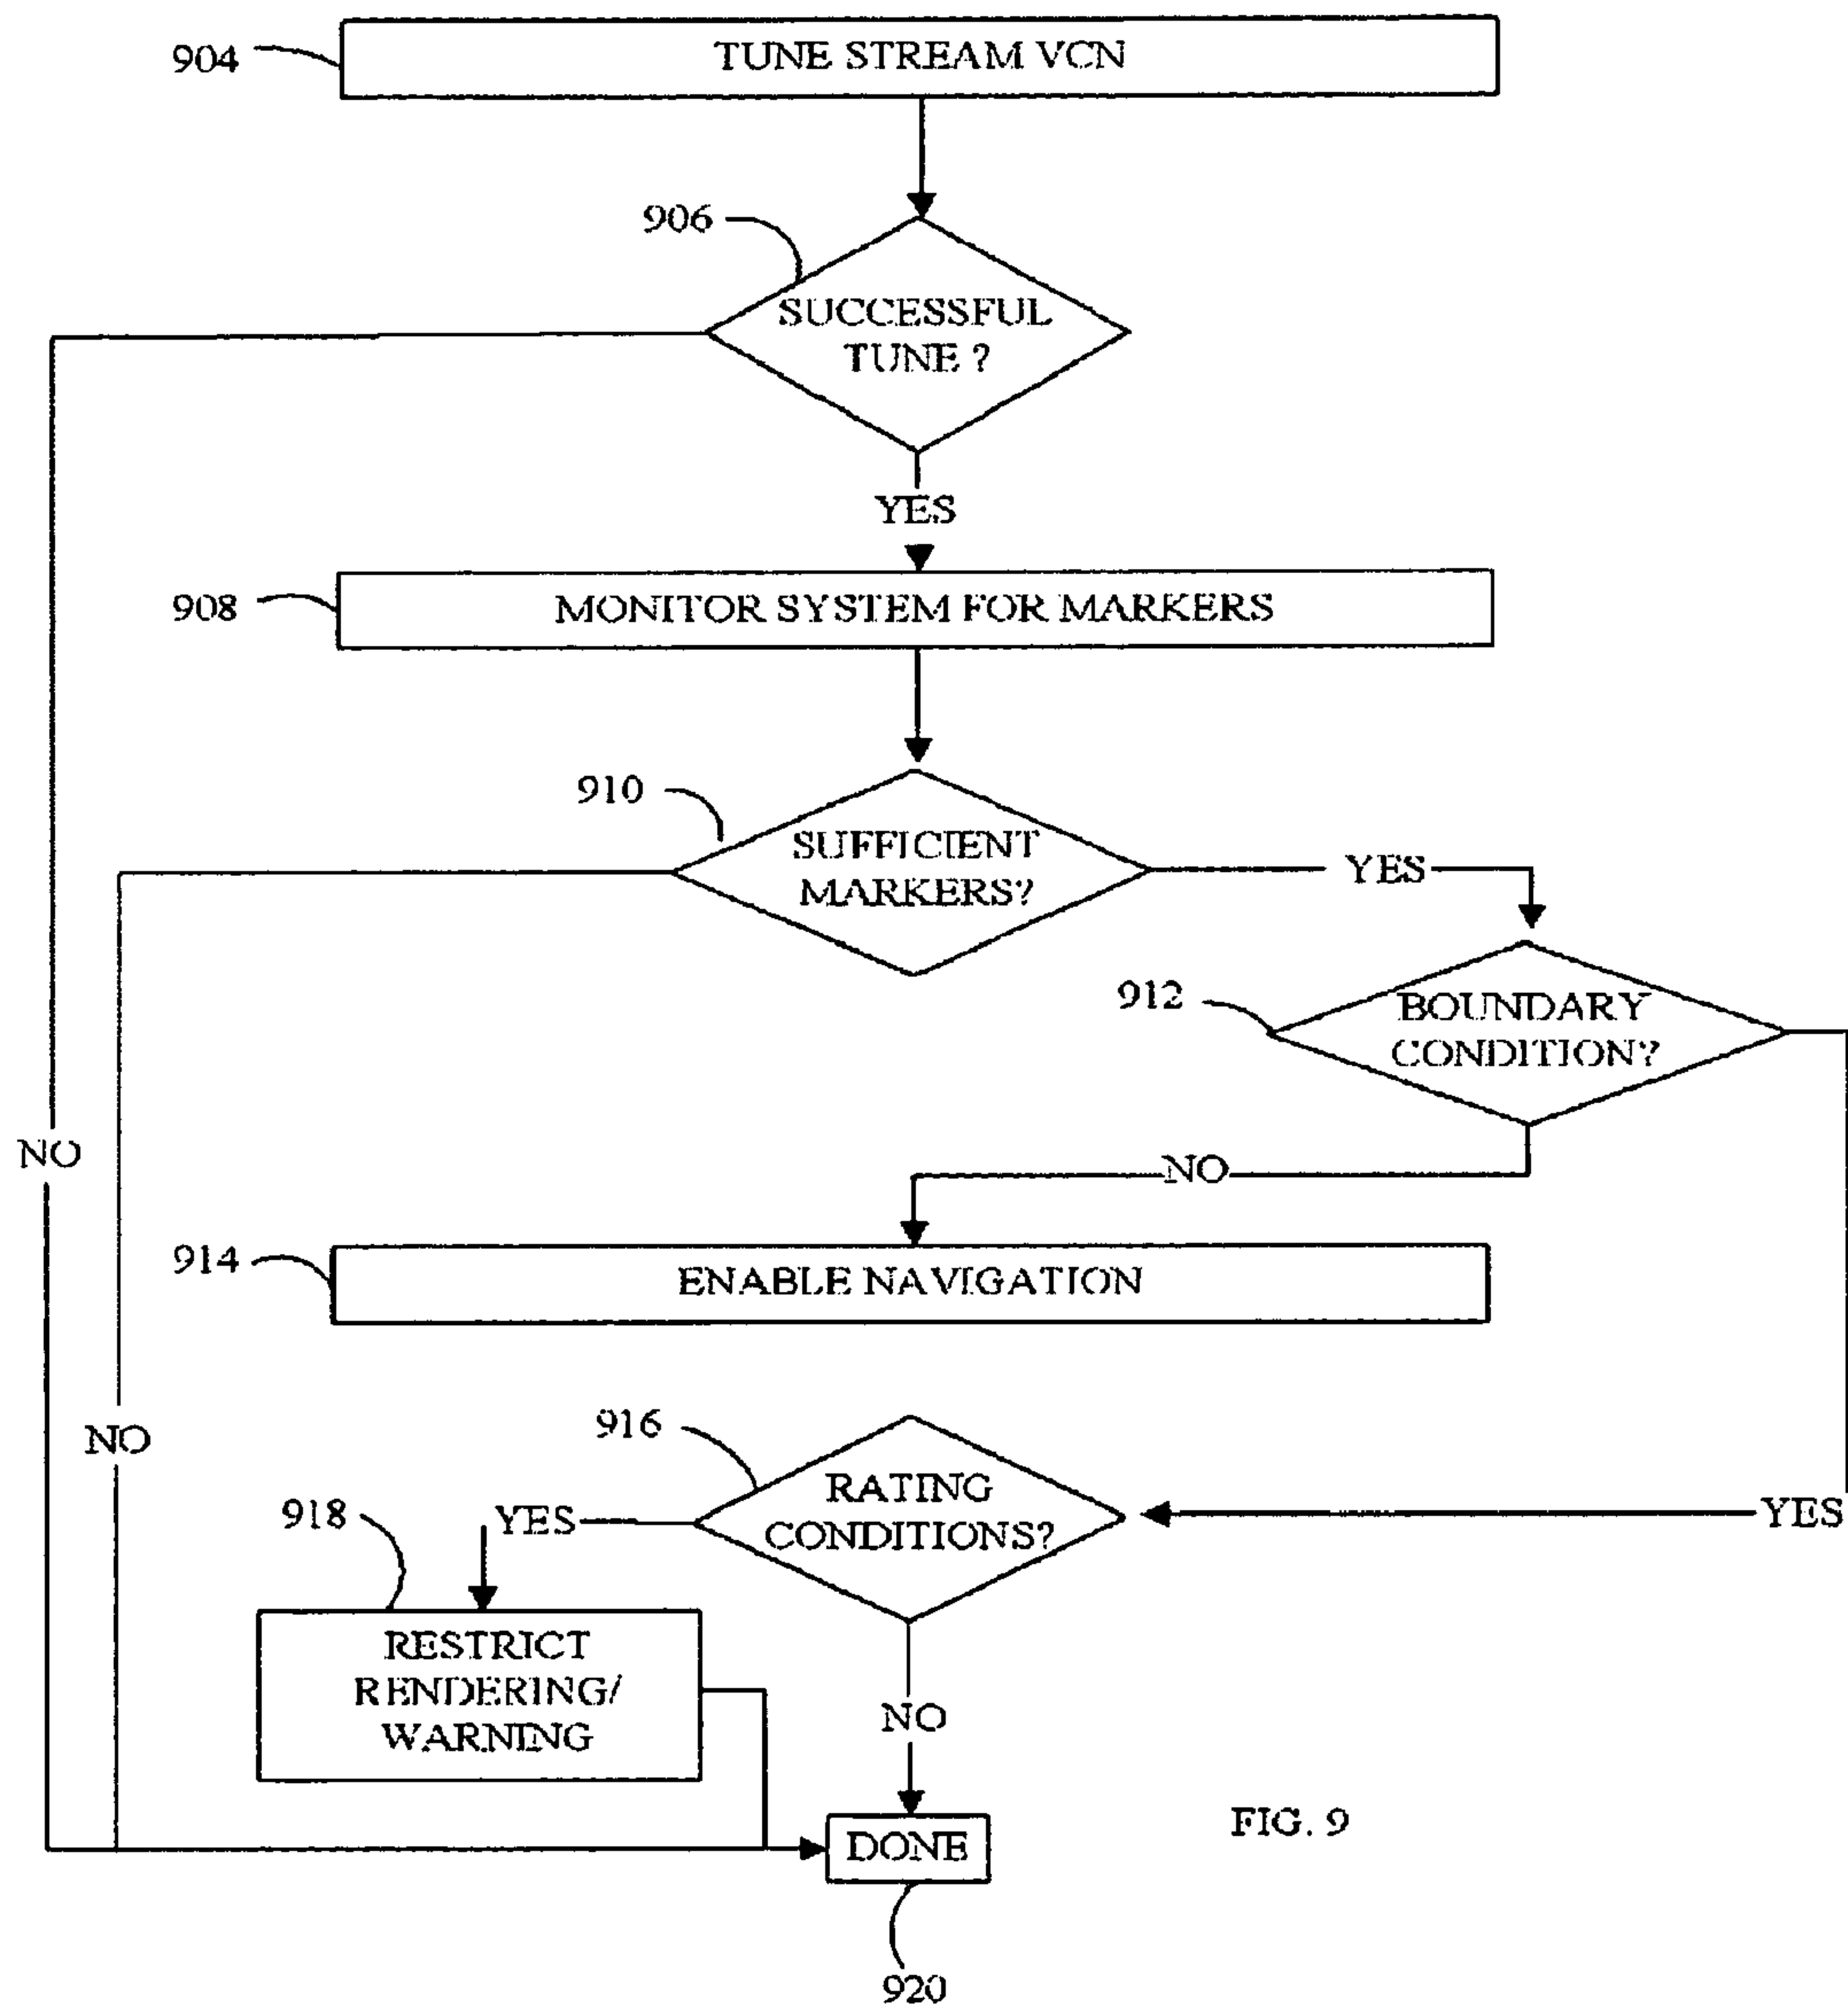 904
TUNE STREAM VCN
906
SUCCESSFUL
TUNE ?
YES
908
MONITOR SYSTEM FOR MARKERS
910
SUFFICIENT
MARKERS?
YES
912
BOUNDARY
CONDITION?
NO
NO
914
ENABLE NAVIGATION
916
RATING
CONDITIONS?
NO
918
YES
YES
RESTRICT
RENDERING/
WARNING
NO
FIG. 9
DONE
920